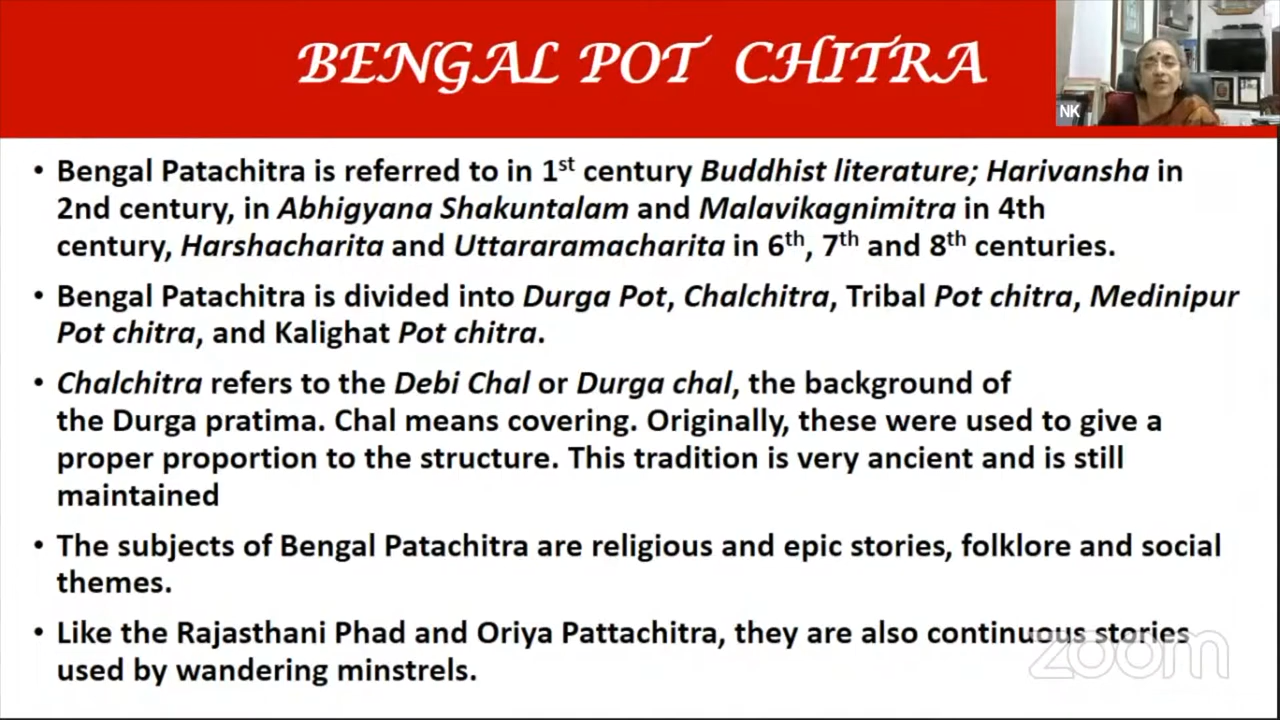 BENGAL POT CHITRA
NK
• Bengal Patachitra is referred to in 1st century Buddhist literature; Harivansha in
2nd century, in Abhigyana Shakuntalam and Malavikagnimitra in 4th
century, Harshacharita and Uttararamacharita in 6th, 7th and 8th centuries.
• Bengal Patachitra is divided into Durga Pot, Chalchitra, Tribal Pot chitra, Medinipur
Pot chitra, and Kalighat Pot chitra.
• Chalchitra refers to the Debi Chal or Durga chal, the background of
the Durga pratima. Chal means covering. Originally, these were used to give a
proper proportion to the structure. This tradition is very ancient and is still
maintained
• The subjects of Bengal Patachitra are religious and epic stories, folklore and social
themes.
• Like the Rajasthani Phad and Oriya Pattachitra, they are also continuous stories
used by wandering minstrels.
zoom